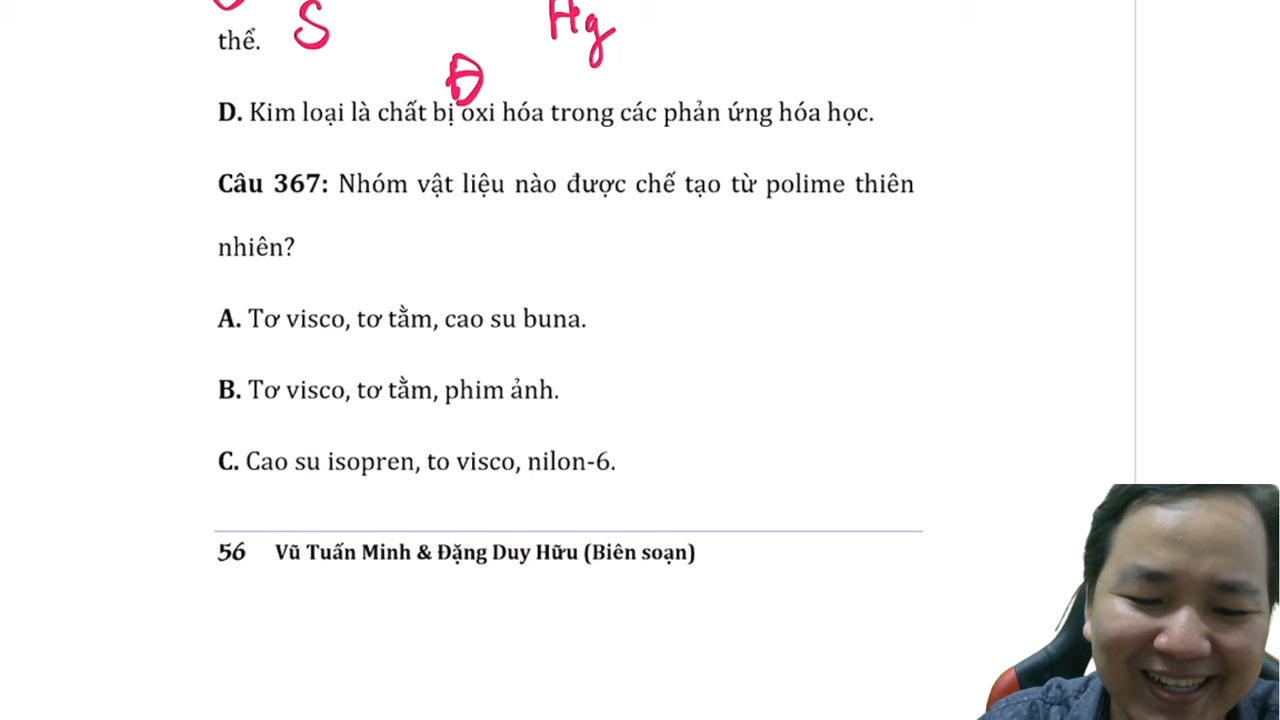 S
Hg
thể.
Đ
D. Kim loại là chất bị oxi hóa trong các phản ứng hóa học.
Câu 367: Nhóm vật liệu nào được chế tạo từ polime thiên
nhiên?
A. Tơ visco, tơ tằm, cao su buna.
B. Tơ visco, tơ tằm, phim ảnh.
C. Cao su isopren, to visco, nilon-6.
56 Vũ Tuấn Minh & Đặng Duy Hữu (Biên soạn)